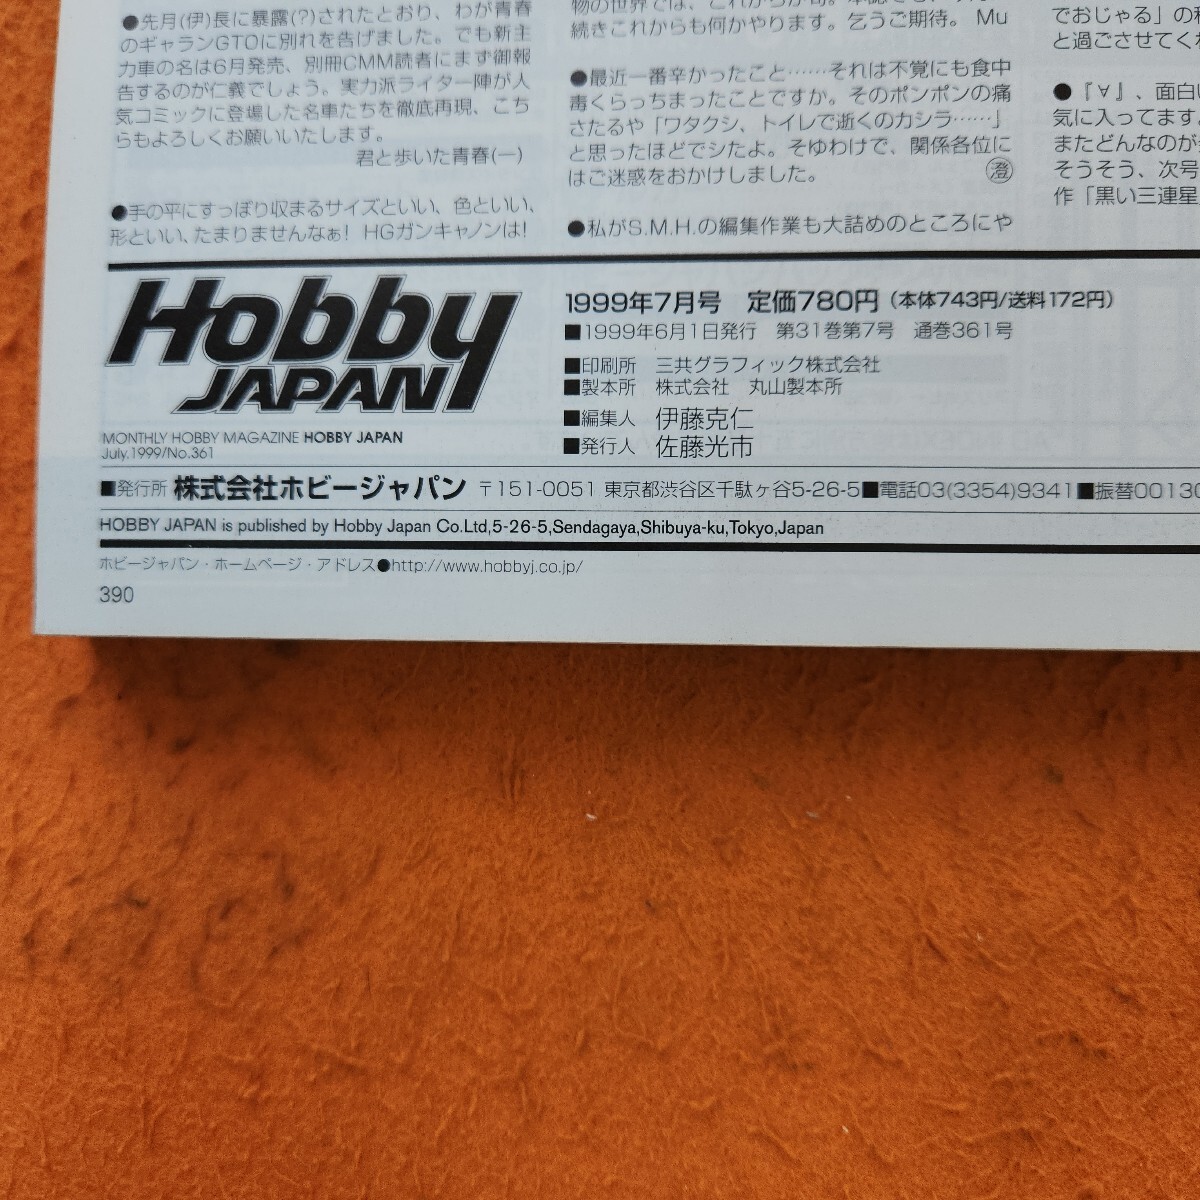 ●先月(伊)長に暴露(?)されたとおり、わが青春
のギャランGTOに別れを告げました。でも新主
力車の名は6月発売、別冊CMM読者にまず御報
告するのが仁義でしょう。実力派ライター陣が人
気コミックに登場した名車たちを徹底再現、こち
らもよろしくお願いいたします。
君と歩いた青春(一)
●手の平にすっぽり収まるサイズといい、色といい、
形といい、たまりませんなぁ! HGガンキャノンは!
続きこれからも何かやります。乞うご期待。 Mu
●最近一番辛かったこと……それは不覚にも食中
毒くらっちまったことですか。そのポンポンの痛
さたるや「ワタクシ、トイレで逝くのカシラ……」
と思ったほどでシたよ。そゆわけで、関係各位に
はご迷惑をおかけしました。 澄
●私がS.M.H.の編集作業も大詰めのところにや
でおじゃる」の
と過ごさせてくれ
●『∀』、面白い
気に入ってます。
またどんなのが
そうそう、次号
作「黒い三連星
Hobby
JAPAN
MONTHLY HOBBY MAGAZINE HOBBY JAPAN
July.1999/No.361
1999年7月号 定価780円(本体743円/送料172円)
■1999年6月1日発行 第31巻第7号 通巻361号
■印刷所 三共グラフィック株式会社
■製本所 株式会社 丸山製本所
■編集人 伊藤克仁
■発行人 佐藤光市
■発行所 株式会社ホビージャパン 〒151-0051 東京都渋谷区千駄ヶ谷5-26-5■電話03(3354)9341■振替00130
HOBBY JAPAN is published by Hobby Japan Co.Ltd,5-26-5,Sendagaya,Shibuya-ku,Tokyo,Japan
ホビージャパン・ホームページ・アドレス●http://www.hobbyj.co.jp/
390